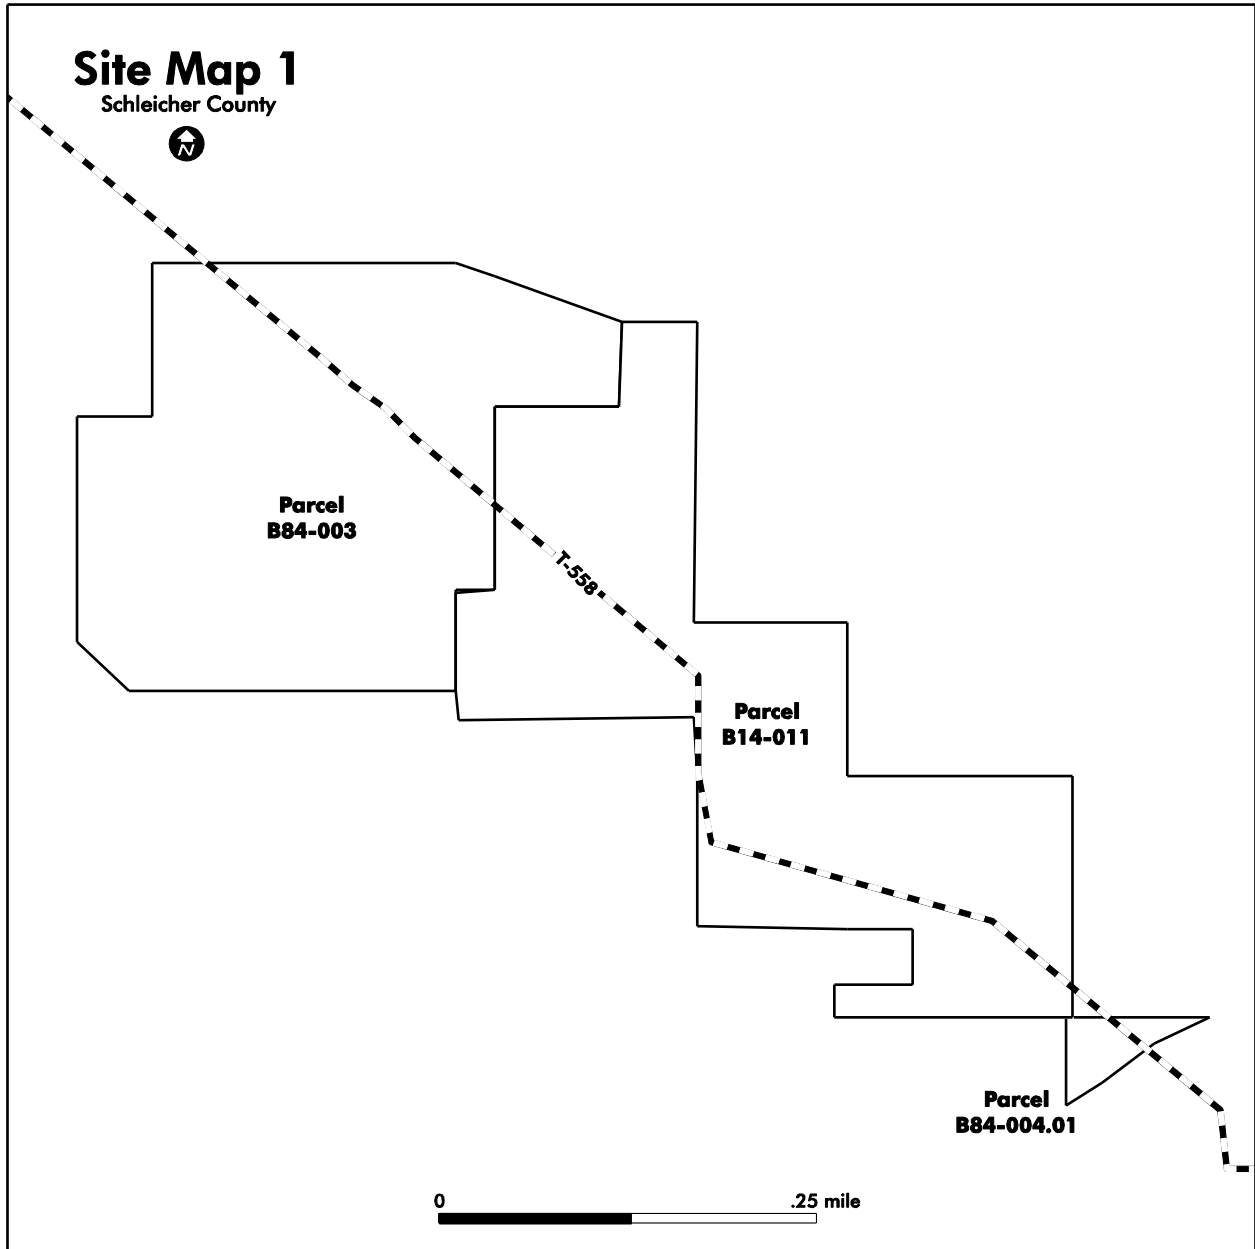 Site Map 1
Schleicher County
N
Parcel
B84-003
T-558
Parcel
B14-011
Parcel
B84-004.01
0 .25 mile